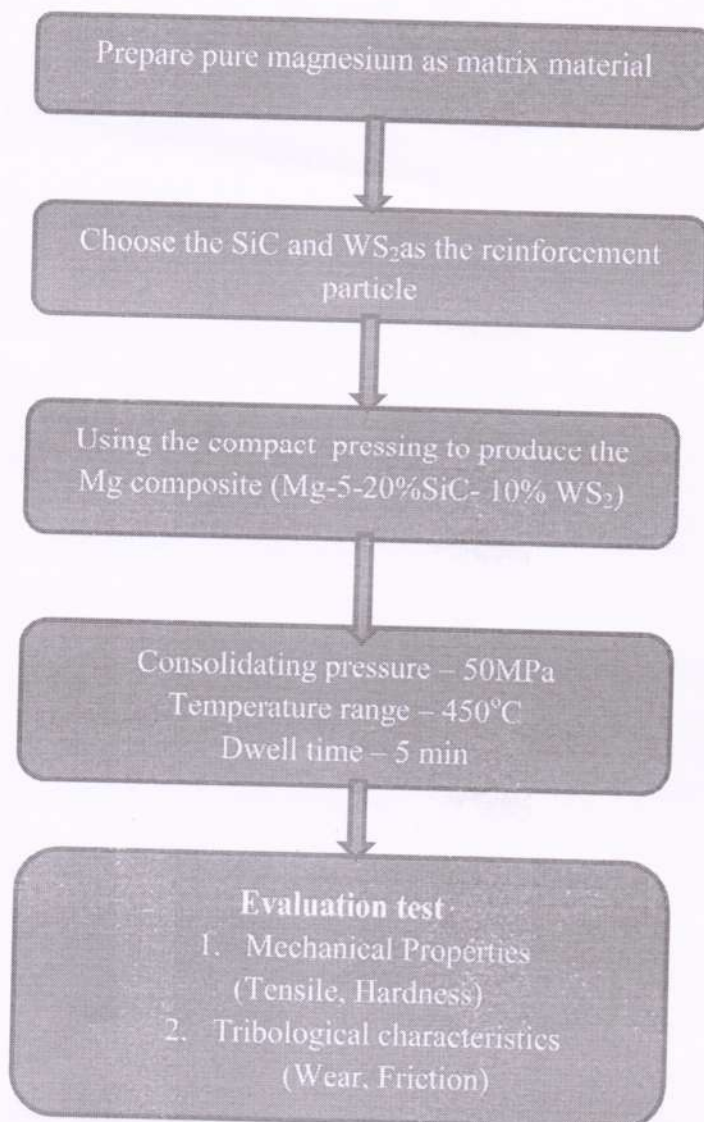 Prepare pure magnesium as matrix material
Choose the SiC and WS₂as the reinforcement
particle
Using the compact pressing to produce the
Mg composite (Mg-5-20%SiC- 10% WS₂)
Consolidating pressure – 50MPa
Temperature range – 450°C
Dwell time – 5 min
Evaluation test
1. Mechanical Properties
(Tensile, Hardness)
2. Tribological characteristics
(Wear, Friction)